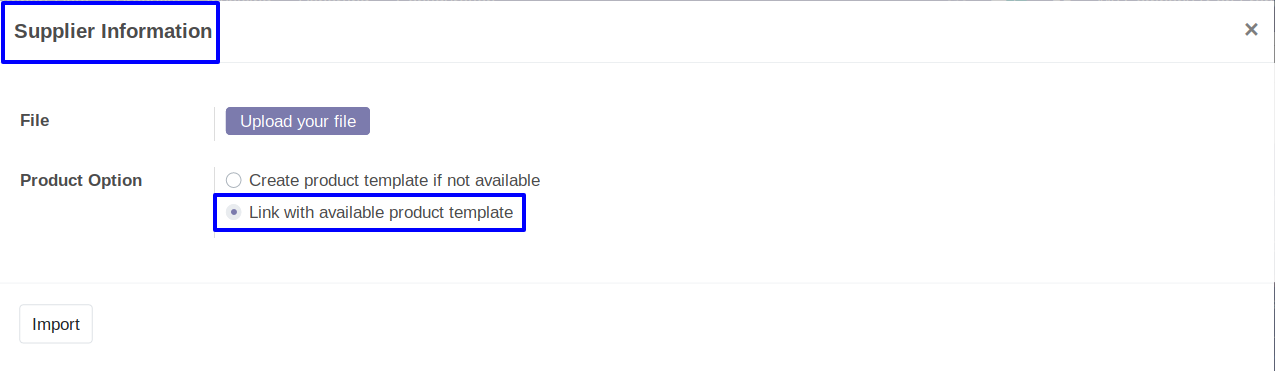 Supplier Information
×
File
Upload your file
Product Option
Create product template if not available
Link with available product template
Import